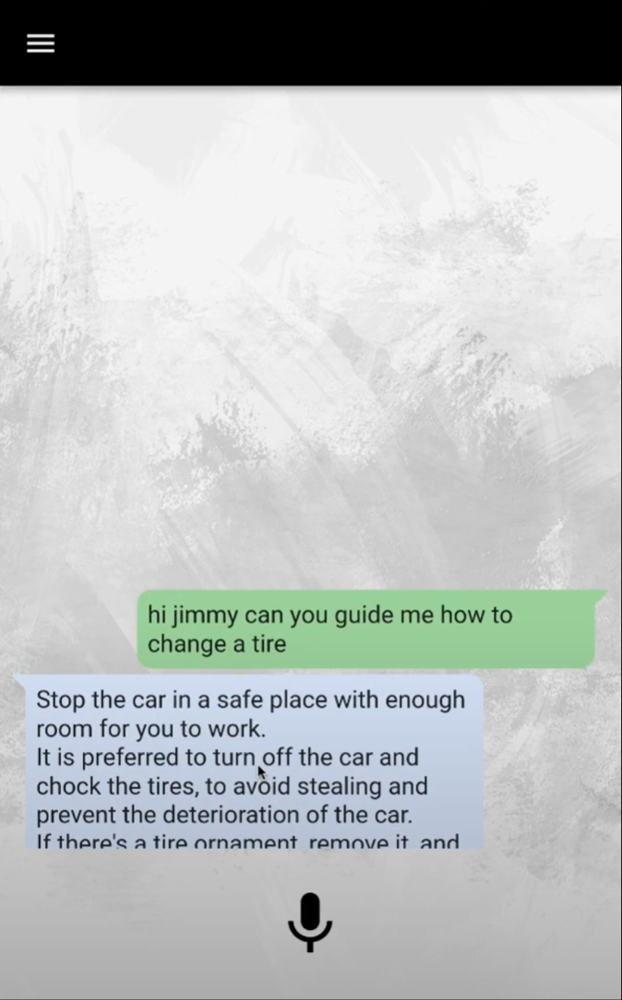 hi jimmy can you guide me how to
change a tire
Stop the car in a safe place with enough
room for you to work.
It is preferred to turn off the car and
chock the tires, to avoid stealing and
prevent the deterioration of the car.
If there's a tire ornament, remove it, and